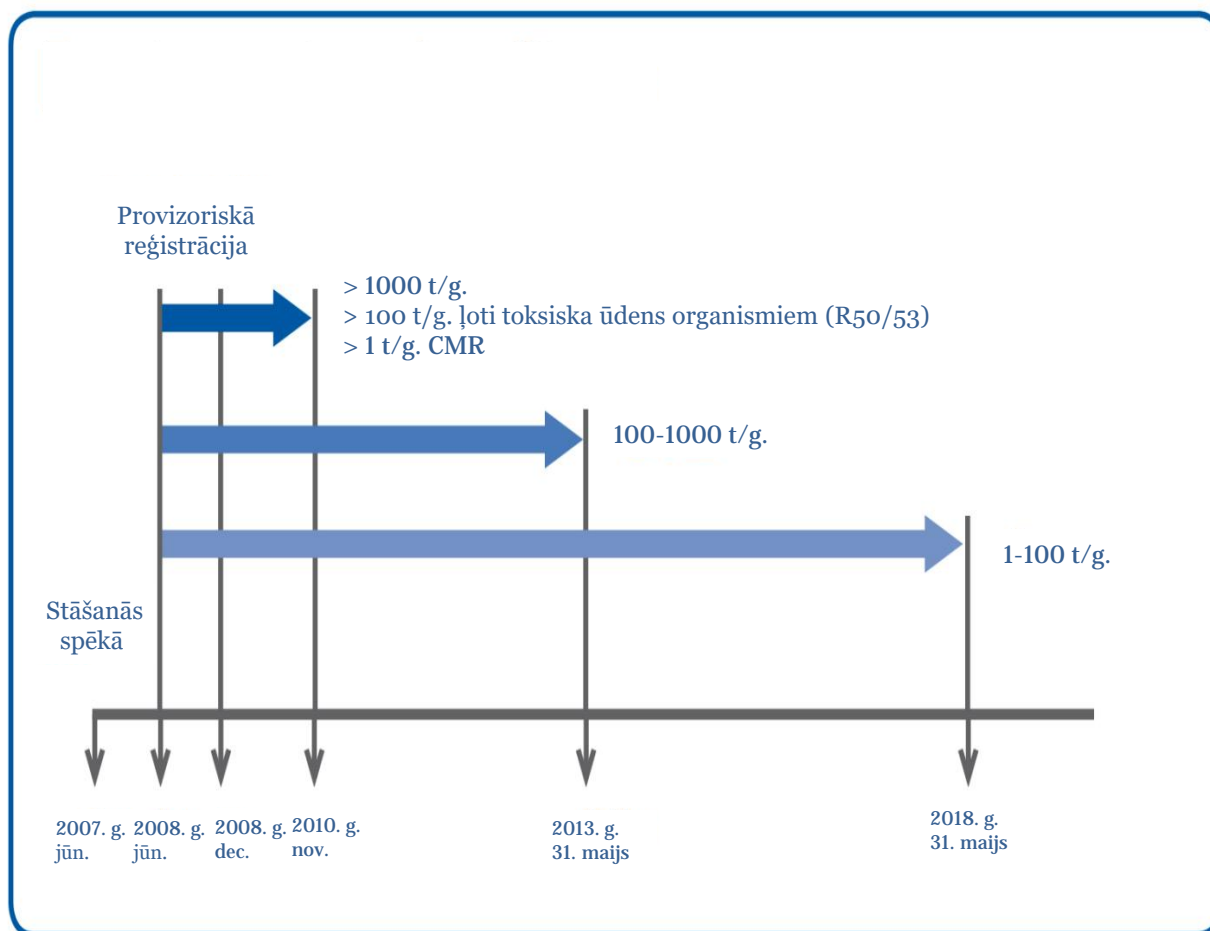 Provizoriskā
reģistrācija
> 1000 t/g.
> 100 t/g. ļoti toksiska ūdens organismiem (R50/53)
> 1 t/g. CMR
100-1000 t/g.
1-100 t/g.
Stāšanās
spēkā
2007. g.
jūn.
2008. g.
jūn.
2008. g.
dec.
2010. g.
nov.
2013. g.
31. maijs
2018. g.
31. maijs